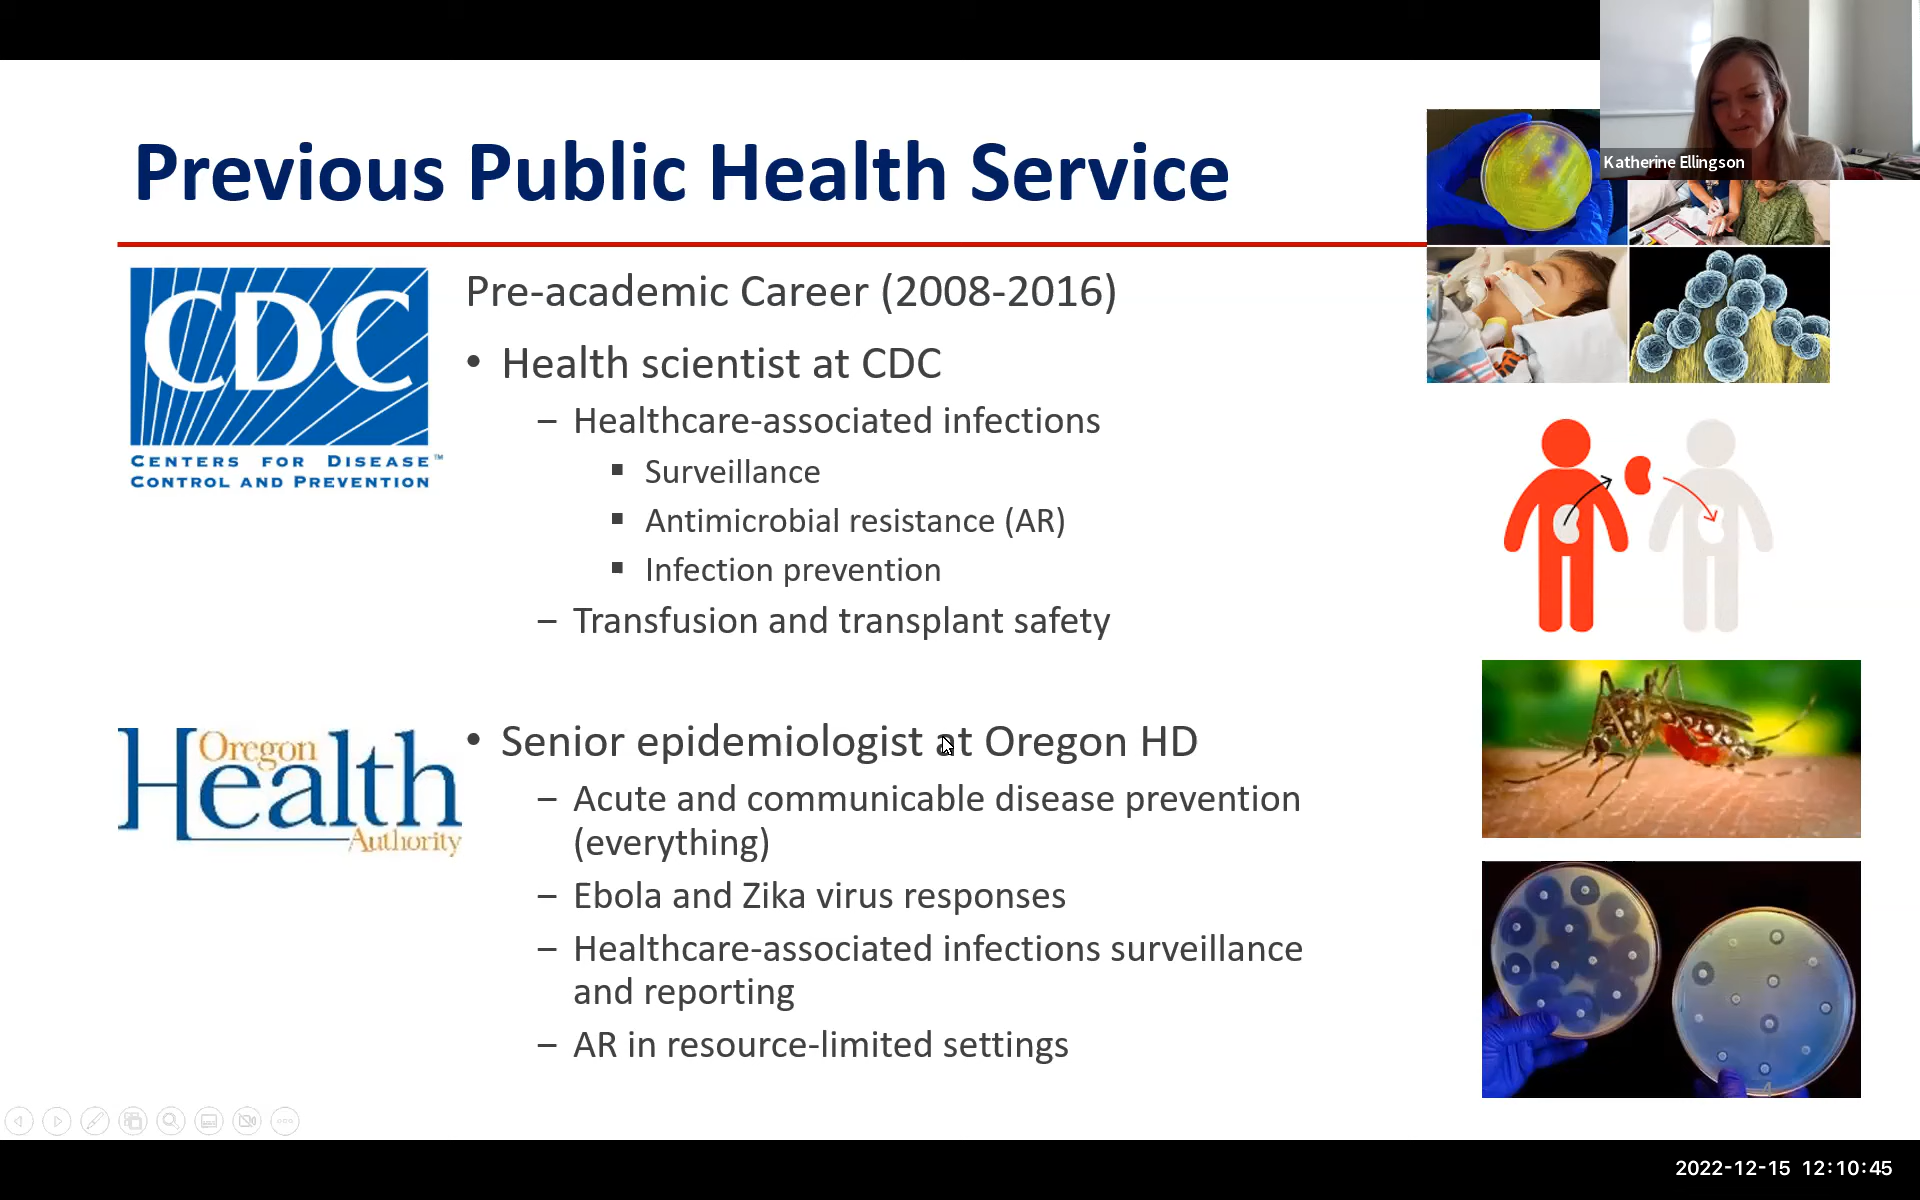 Previous Public Health Service
Katherine Ellingson
CDC
CENTERS FOR DISEASE™
CONTROL AND PREVENTION
Pre-academic Career (2008-2016)
• Health scientist at CDC
– Healthcare-associated infections
▪ Surveillance
▪ Antimicrobial resistance (AR)
▪ Infection prevention
– Transfusion and transplant safety
Oregon
Health
Authority
• Senior epidemiologist at Oregon HD
– Acute and communicable disease prevention
(everything)
– Ebola and Zika virus responses
– Healthcare-associated infections surveillance
and reporting
– AR in resource-limited settings
4
2022-12-15 12:10:45